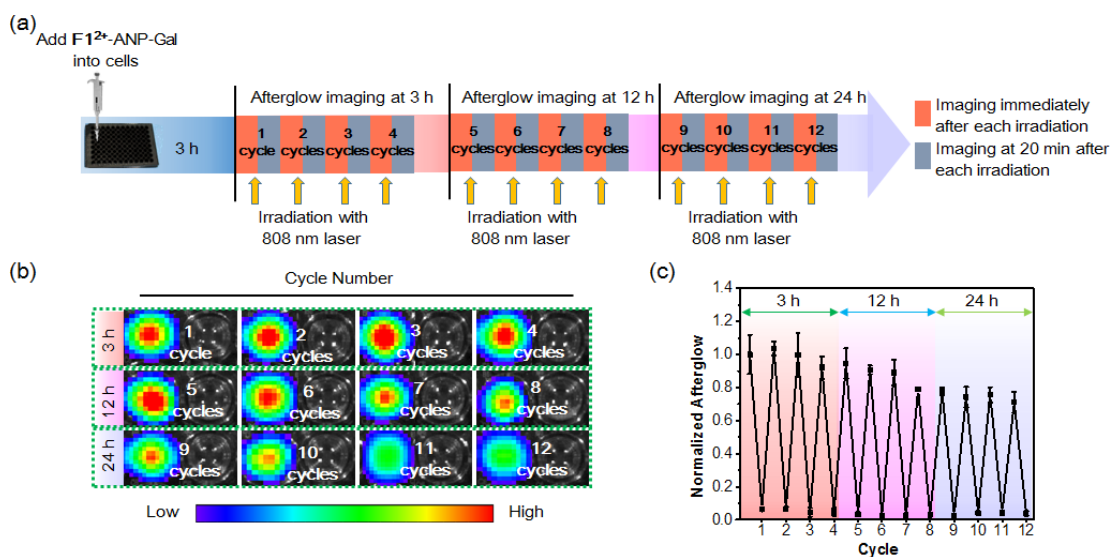 (a)
Add F1²⁺-ANP-Gal
into cells
3 h
Afterglow imaging at 3 h
Afterglow imaging at 12 h
Afterglow imaging at 24 h
1
cycle
2
cycles
3
cycles
4
cycles
5
cycles
6
cycles
7
cycles
8
cycles
9
cycles
10
cycles
11
cycles
12
cycles
Irradiation with
808 nm laser
Irradiation with
808 nm laser
Irradiation with
808 nm laser
Imaging immediately
after each irradiation
Imaging at 20 min after
each irradiation
(b)
Cycle Number
3 h
1
cycle
2
cycles
3
cycles
4
cycles
12 h
5
cycles
6
cycles
7
cycles
8
cycles
24 h
9
cycles
10
cycles
11
cycles
12
cycles
Low
High
(c)
3 h
12 h
24 h
Normalized Afterglow
1.4
1.2
1.0
0.8
0.6
0.4
0.2
0.0
1 2 3 4 5 6 7 8 9 10 11 12
Cycle